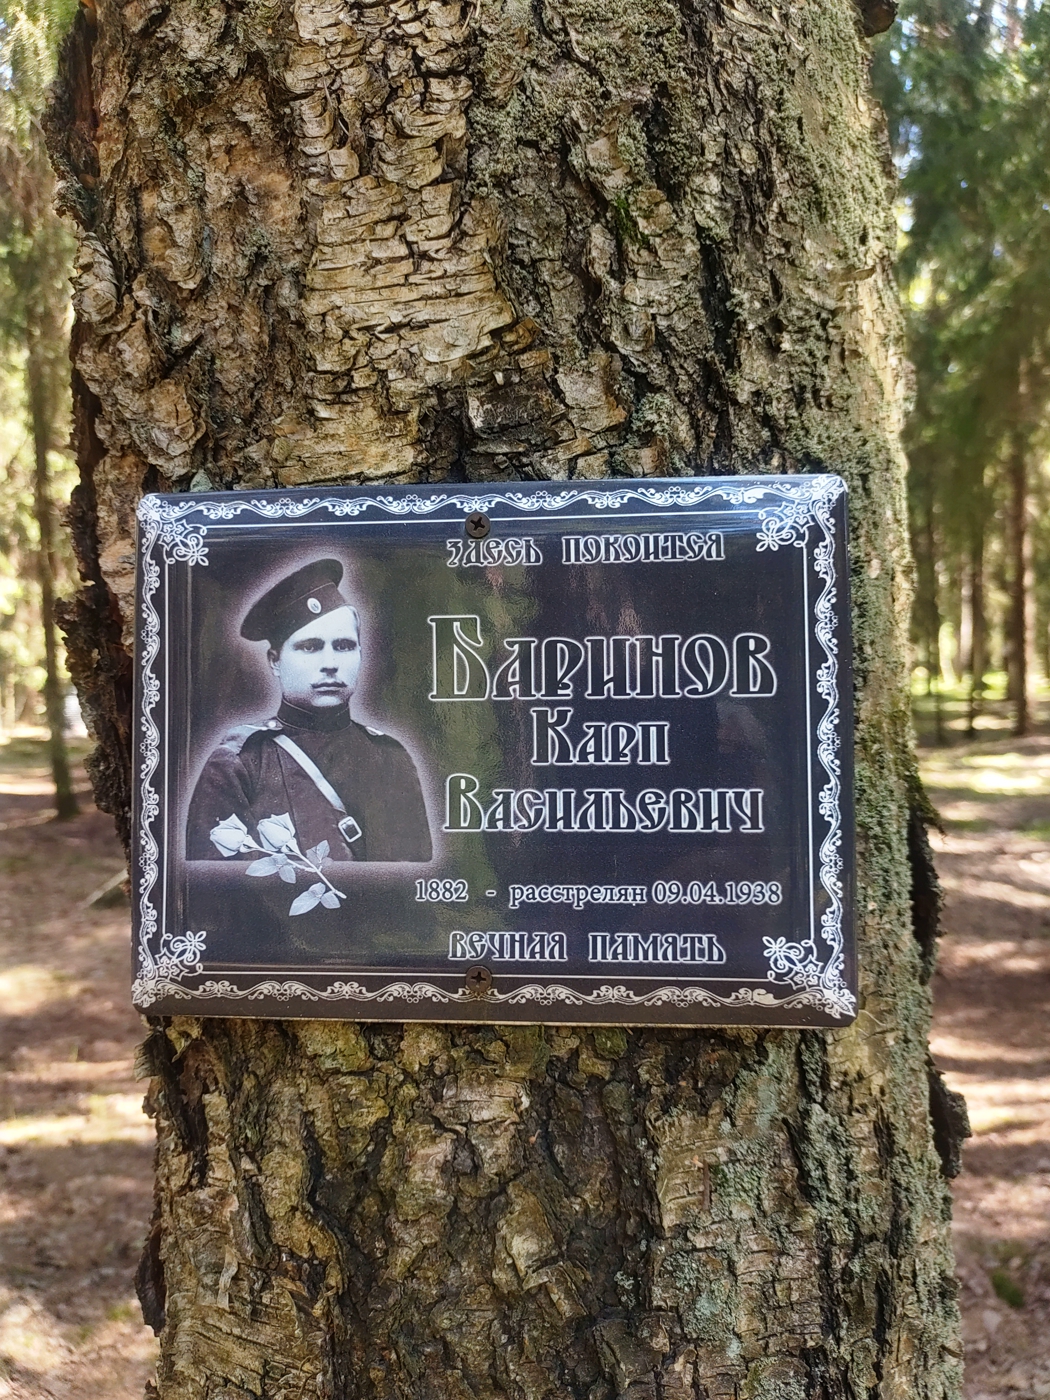 здесь покоится
Баринов
Карп
Васильевич
1882 - расстрелян 09.04.1938
вечная память